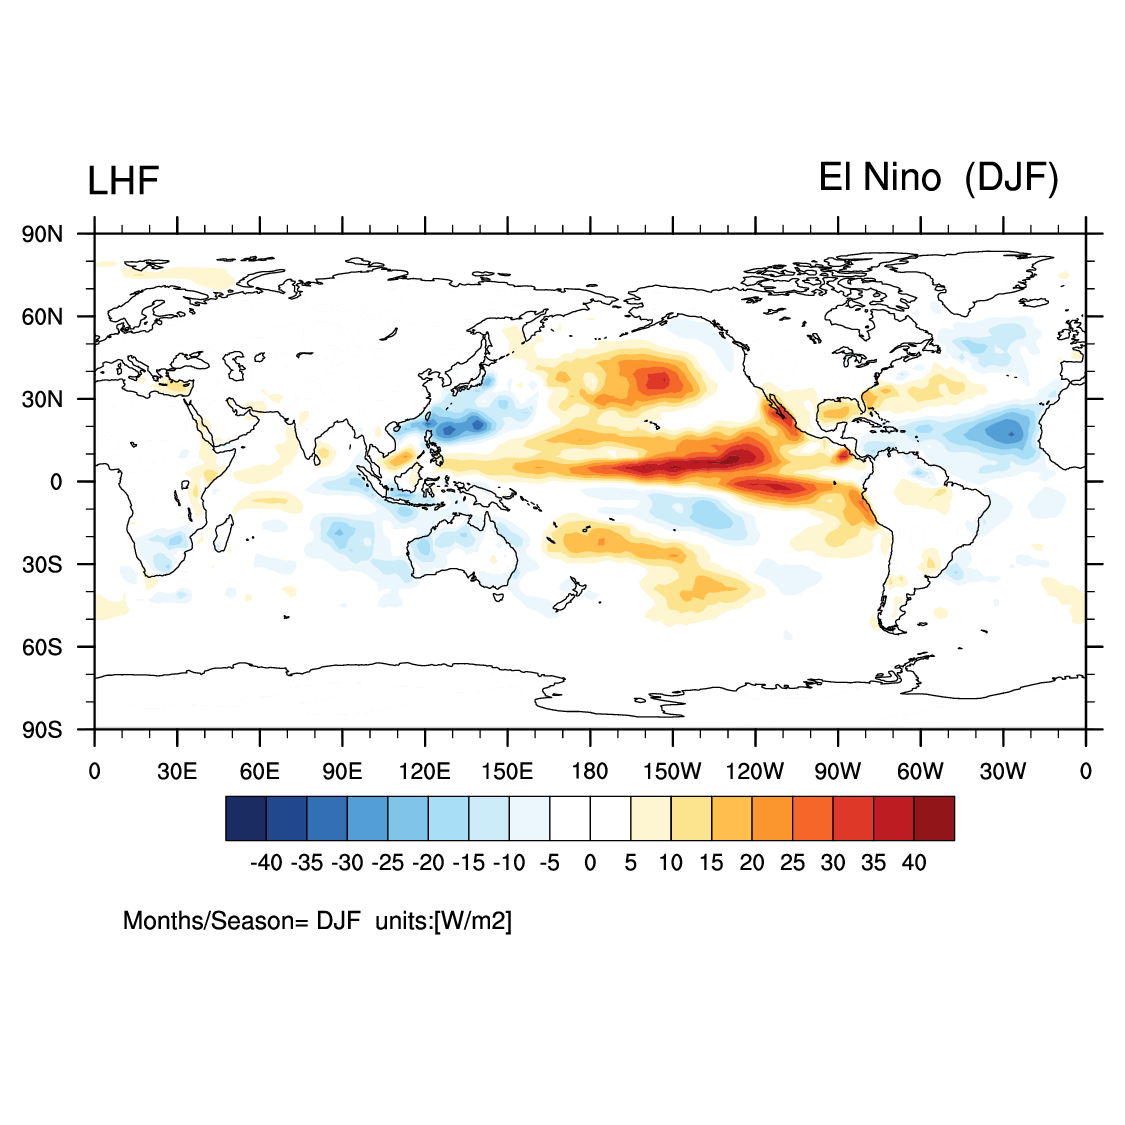 LHF
El Nino (DJF)
90N
60N
30N
0
30S
60S
90S
0 30E 60E 90E 120E 150E 180 150W 120W 90W 60W 30W 0
-40 -35 -30 -25 -20 -15 -10 -5 0 5 10 15 20 25 30 35 40
Months/Season= DJF units:[W/m2]